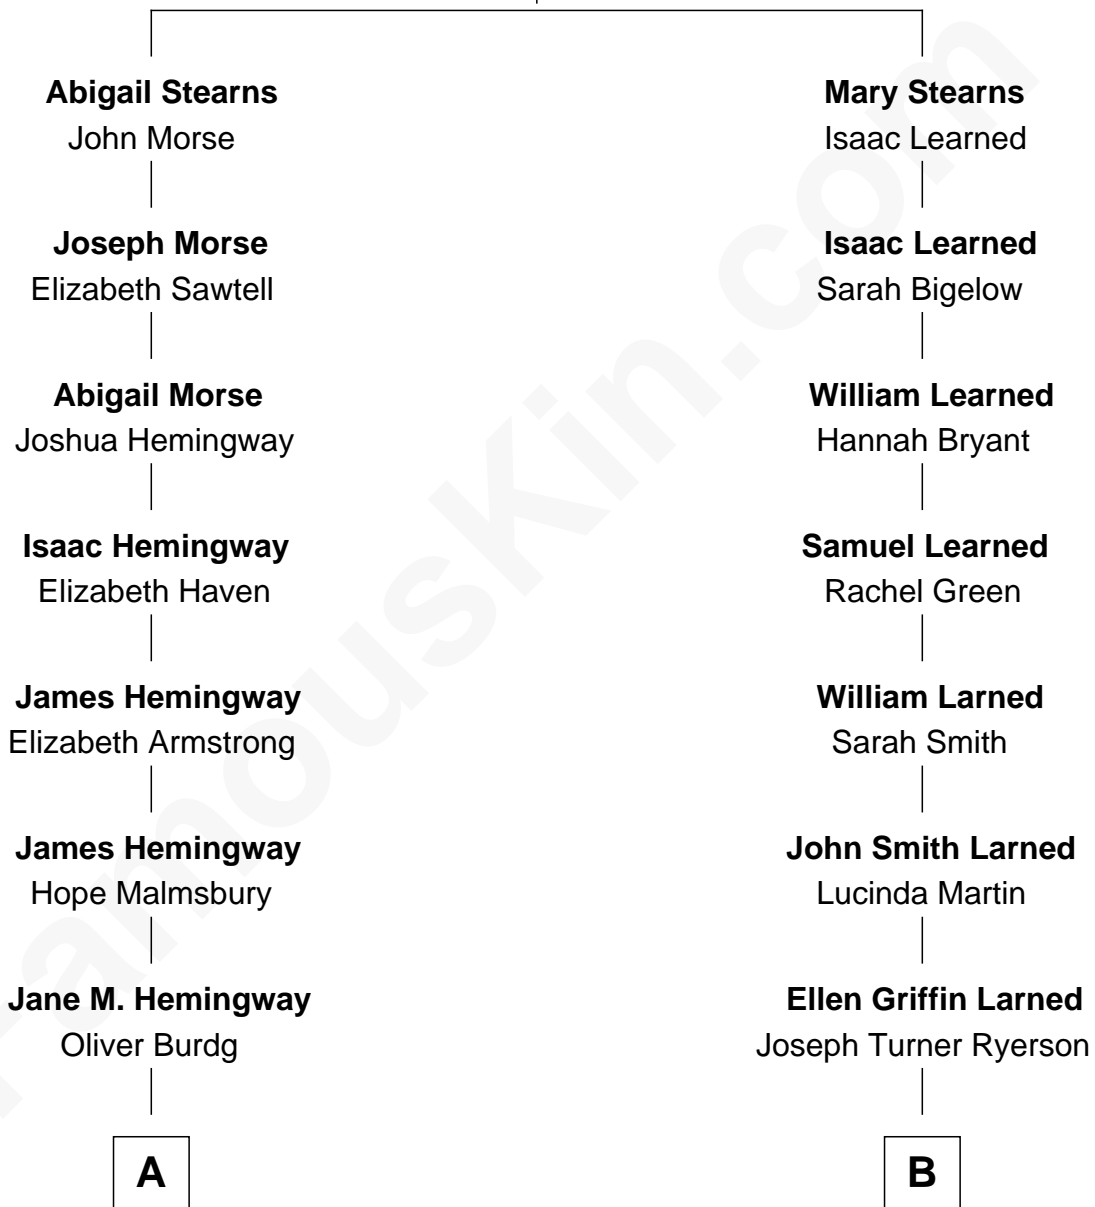 Abigail Stearns
John Morse
Joseph Morse
Elizabeth Sawtell
Abigail Morse
Joshua Hemingway
Isaac Hemingway
Elizabeth Haven
James Hemingway
Elizabeth Armstrong
James Hemingway
Hope Malmsbury
Jane M. Hemingway
Oliver Burdg
A
Mary Stearns
Isaac Learned
Isaac Learned
Sarah Bigelow
William Learned
Hannah Bryant
Samuel Learned
Rachel Green
William Larned
Sarah Smith
John Smith Larned
Lucinda Martin
Ellen Griffin Larned
Joseph Turner Ryerson
B
FamousKin.com